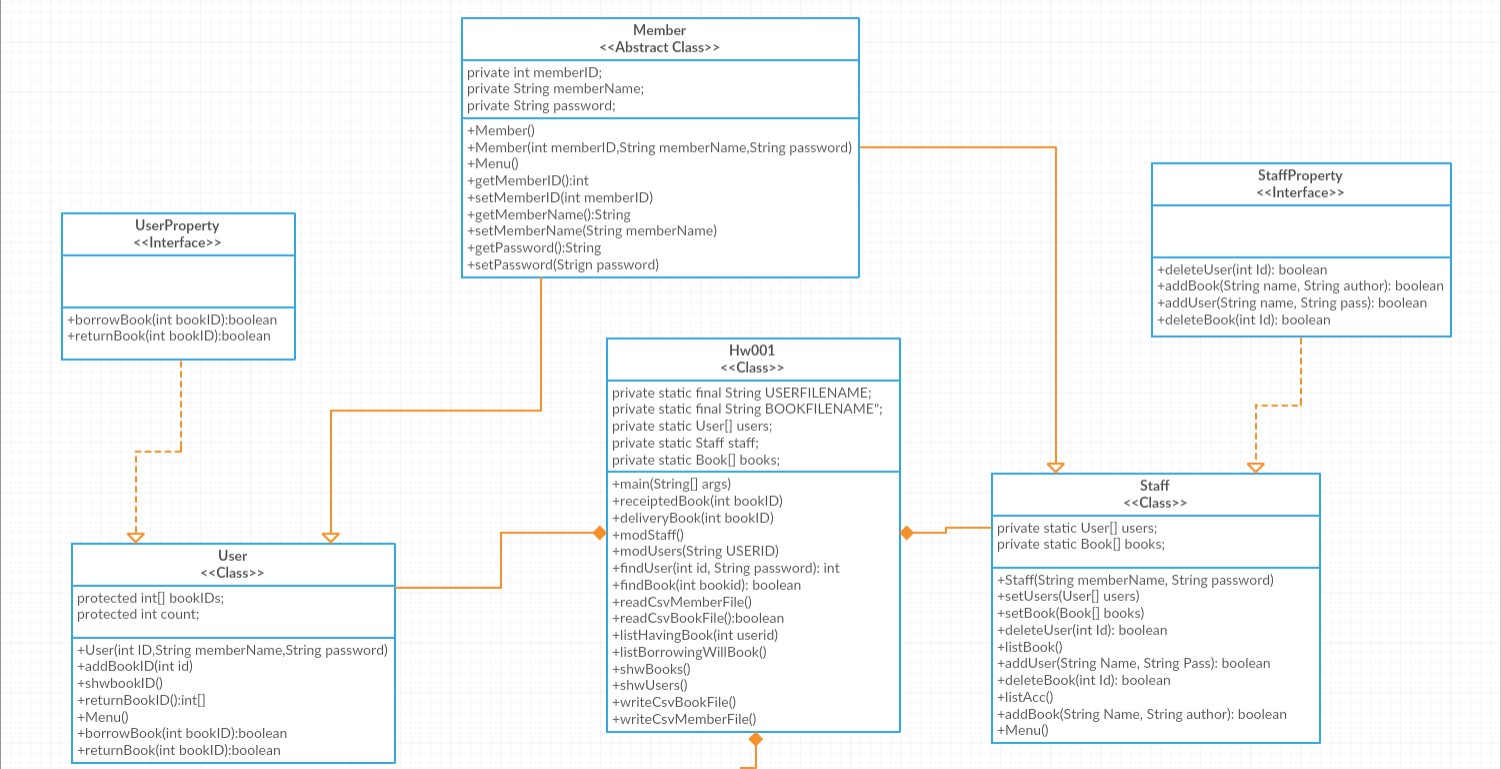 Member
<<Abstract Class>>
private int memberID;
private String memberName;
private String password;
+Member()
+Member(int memberID,String memberName,String password)
+Menu()
+getMemberID():int
+setMemberID(int memberID)
+getMemberName():String
+setMemberName(String memberName)
+getPassword():String
+setPassword(Strign password)
StaffProperty
<<Interface>>
+deleteUser(int Id): boolean
+addBook(String name, String author): boolean
+addUser(String name, String pass): boolean
+deleteBook(int Id): boolean
UserProperty
<<Interface>>
+borrowBook(int bookID):boolean
+returnBook(int bookID):boolean
Hw001
<<Class>>
private static final String USERFILENAME;
private static final String BOOKFILENAME";
private static User[] users;
private static Staff staff;
private static Book[] books;
+main(String[] args)
+receiptedBook(int bookID)
+deliveryBook(int bookID)
+modStaff()
+modUsers(String USERID)
+findUser(int id, String password): int
+findBook(int bookid): boolean
+readCsvMemberFile()
+readCsvBookFile():boolean
+listHavingBook(int userid)
+listBorrowingWillBook()
+shwBooks()
+shwUsers()
+writeCsvBookFile()
+writeCsvMemberFile()
Staff
<<Class>>
private static User[] users;
private static Book[] books;
+Staff(String memberName, String password)
+setUsers(User[] users)
+setBook(Book[] books)
+deleteUser(int Id): boolean
+listBook()
+addUser(String Name, String Pass): boolean
+deleteBook(int Id): boolean
+listAcc()
+addBook(String Name, String author): boolean
+Menu()
User
<<Class>>
protected int[] bookIDs;
protected int count;
+User(int ID,String memberName,String password)
+addBookID(int id)
+shwbookID()
+returnBookID():int[]
+Menu()
+borrowBook(int bookID):boolean
+returnBook(int bookID):boolean